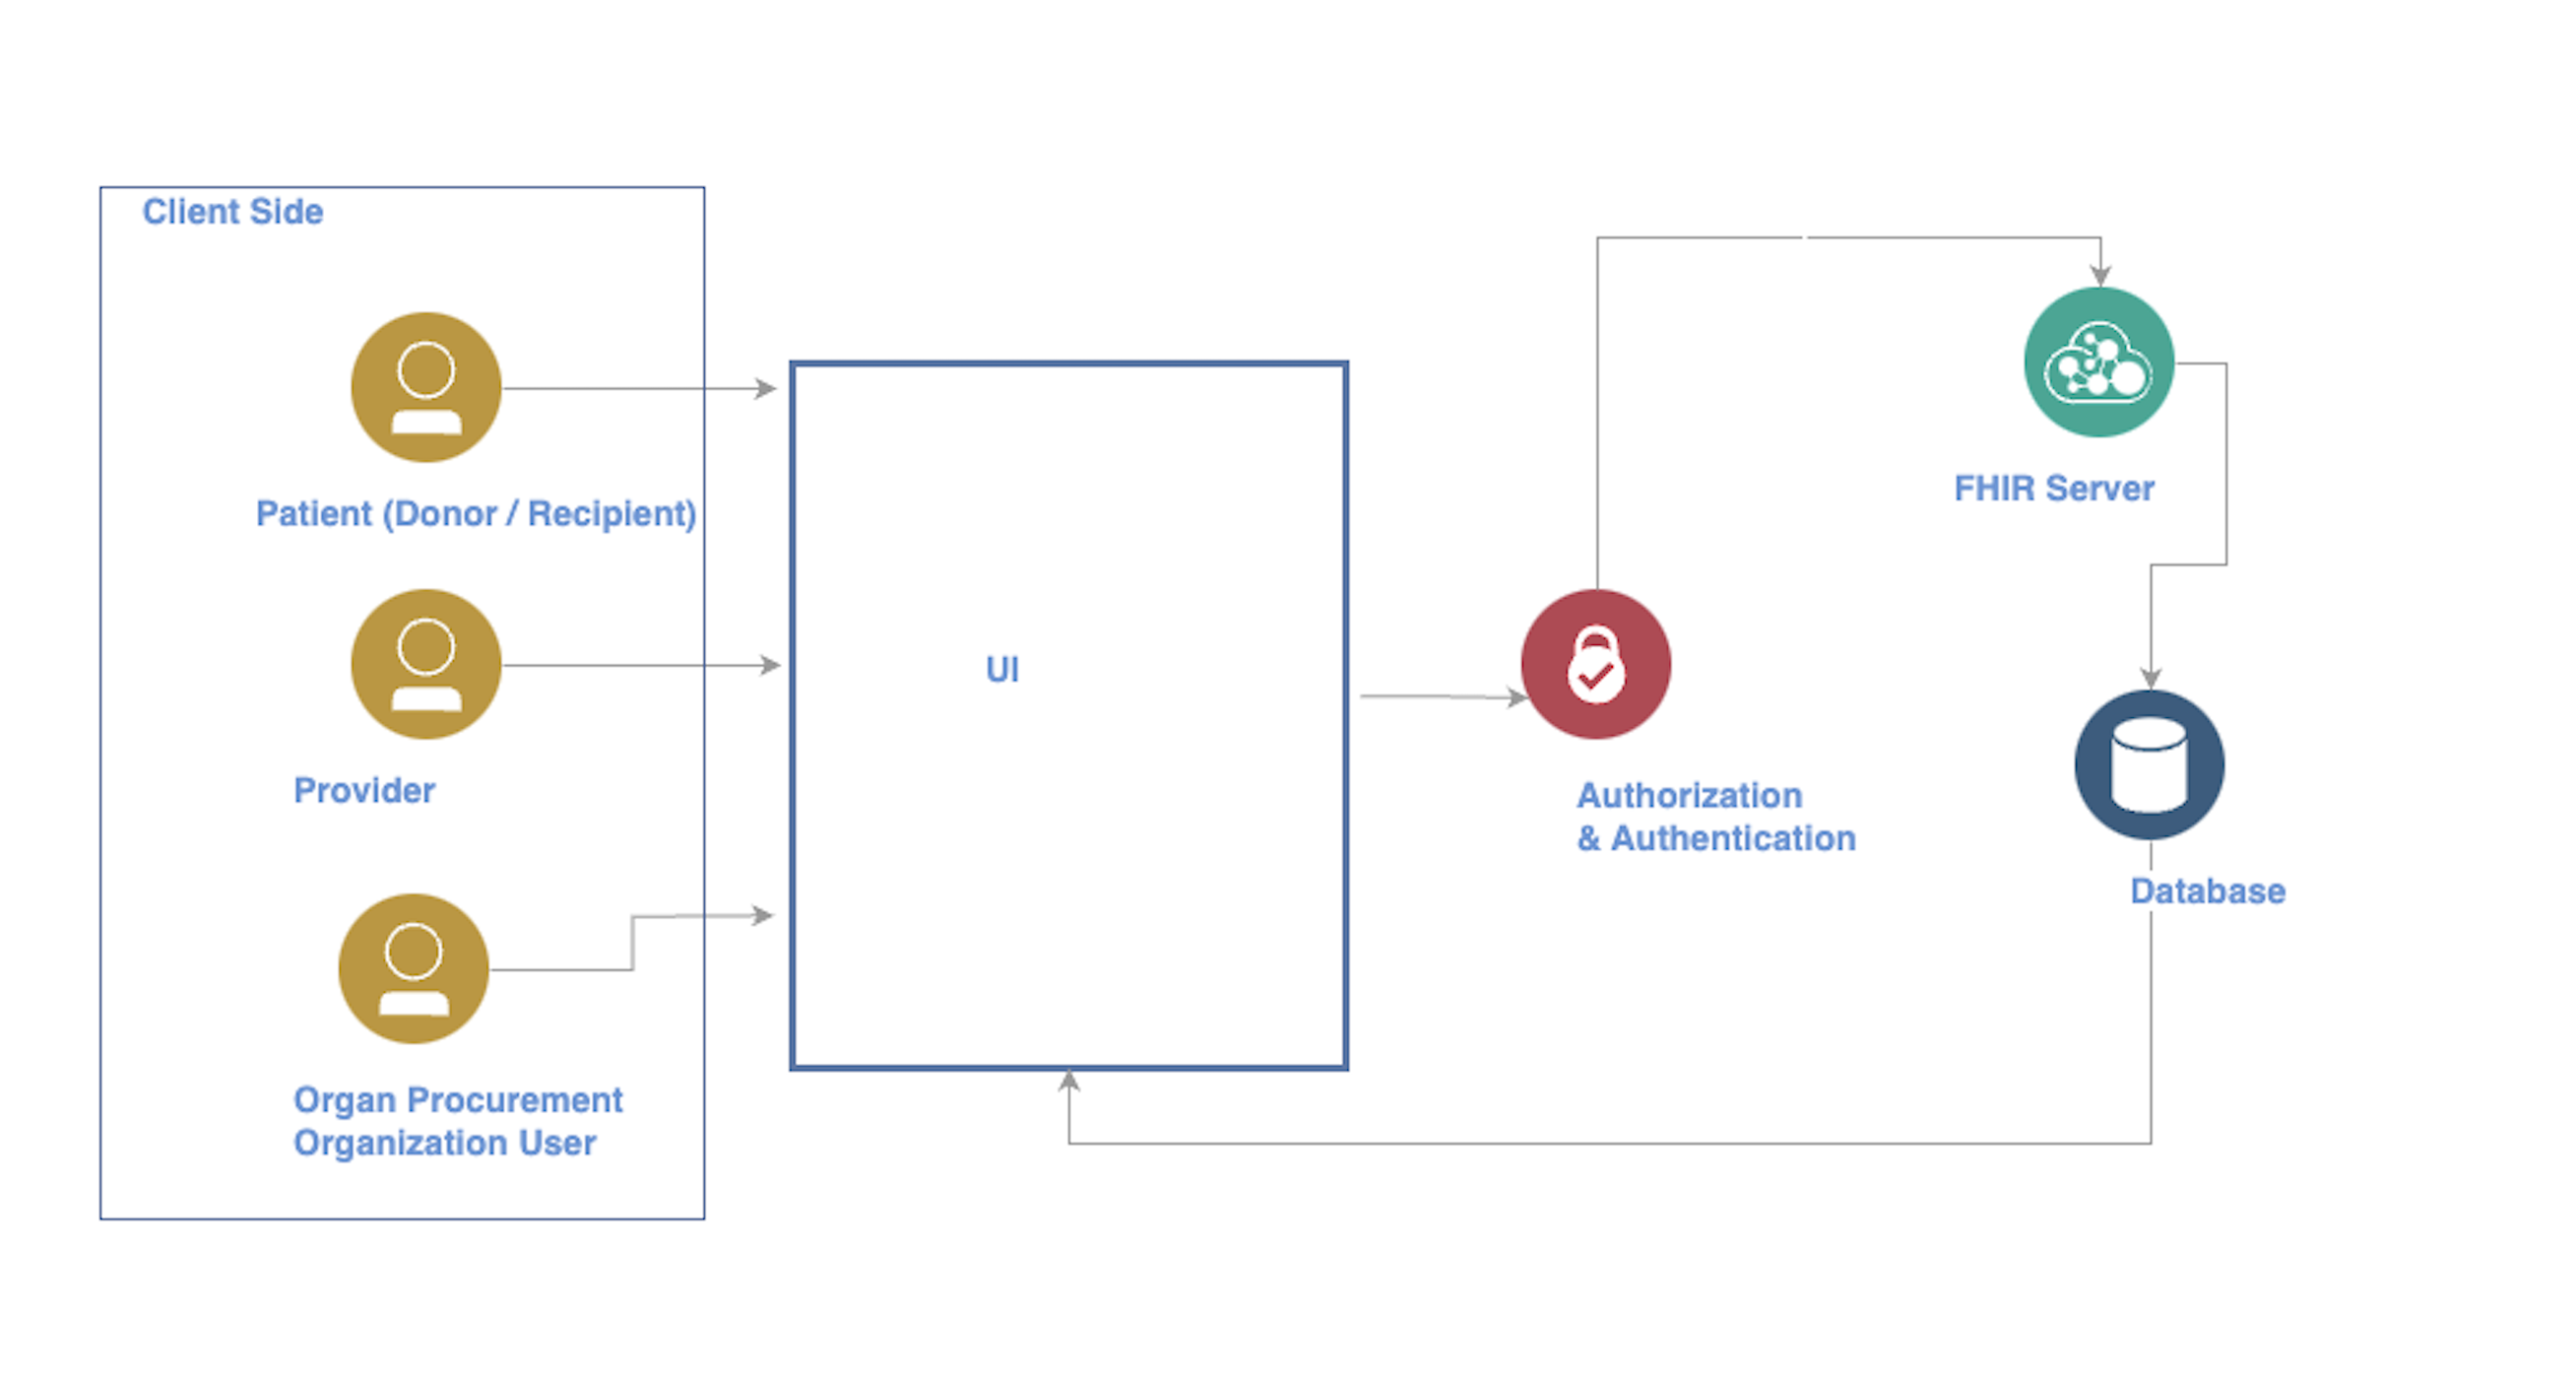 Client Side
Patient (Donor / Recipient)
Provider
Organ Procurement
Organization User
UI
Authorization
& Authentication
FHIR Server
Database